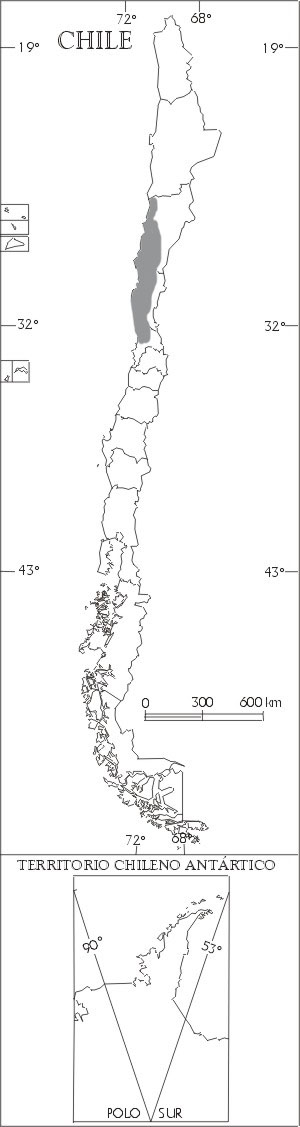 72° 68°
CHILE
19° 19°
32° 32°
43° 43°
0 300 600 km
72° 68°
TERRITORIO CHILENO ANTÁRTICO
90° 53°
POLO SUR